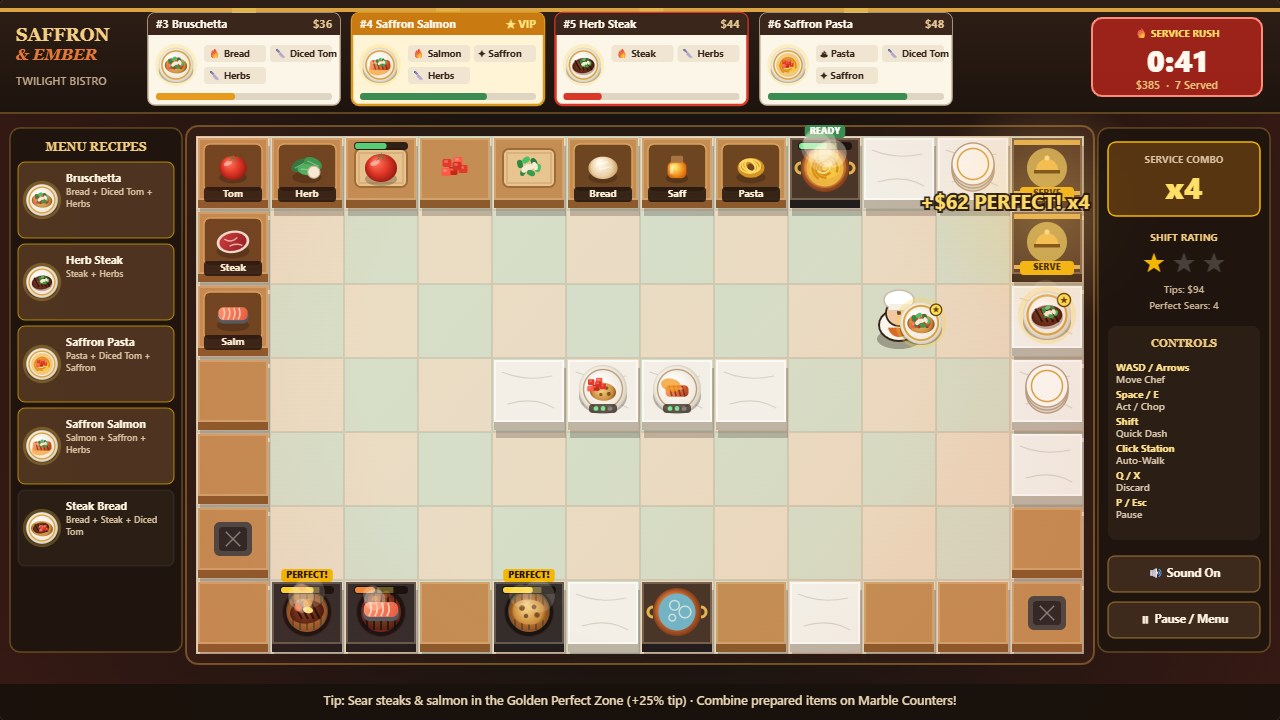 SAFFRON
& EMBER
TWILIGHT BISTRO
#3 Bruschetta $36
Bread
Diced Tom
Herbs
#4 Saffron Salmon ★ VIP
Salmon
Saffron
Herbs
#5 Herb Steak $44
Steak
Herbs
#6 Saffron Pasta $48
Pasta
Diced Tom
Saffron
SERVICE RUSH
0:41
$385 · 7 Served
MENU RECIPES
Bruschetta
Bread + Diced Tom +
Herbs
Herb Steak
Steak + Herbs
Saffron Pasta
Pasta + Diced Tom +
Saffron
Saffron Salmon
Salmon + Saffron +
Herbs
Steak Bread
Bread + Steak + Diced
Tom
READY
Tom
Herb
Bread
Saff
Pasta
SERVE
+$62 PERFECT! x4
Steak
SERVE
Salm
PERFECT!
PERFECT!
SERVICE COMBO
x4
SHIFT RATING
Tips: $94
Perfect Sears: 4
CONTROLS
WASD / Arrows
Move Chef
Space / E
Act / Chop
Shift
Quick Dash
Click Station
Auto-Walk
Q / X
Discard
P / Esc
Pause
Sound On
Pause / Menu
Tip: Sear steaks & salmon in the Golden Perfect Zone (+25% tip) · Combine prepared items on Marble Counters!